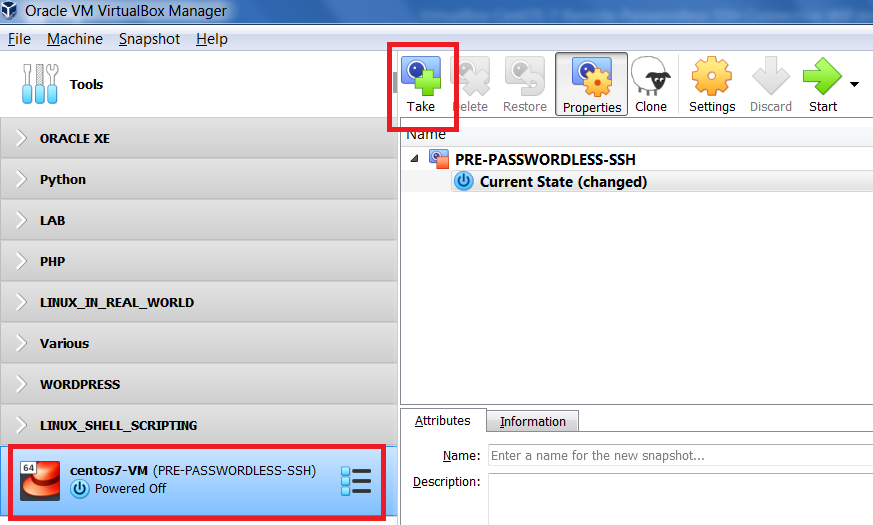 Oracle VM VirtualBox Manager
File Machine Snapshot Help
Tools
Take
Delete
Restore
Properties
Clone
Settings
Discard
Start
Name
PRE-PASSWORDLESS-SSH
Current State (changed)
ORACLE XE
Python
LAB
PHP
LINUX_IN_REAL_WORLD
Various
WORDPRESS
LINUX_SHELL_SCRIPTING
64
centos7-VM (PRE-PASSWORDLESS-SSH)
Powered Off
Attributes
Information
Name: Enter a name for the new snapshot...
Description: